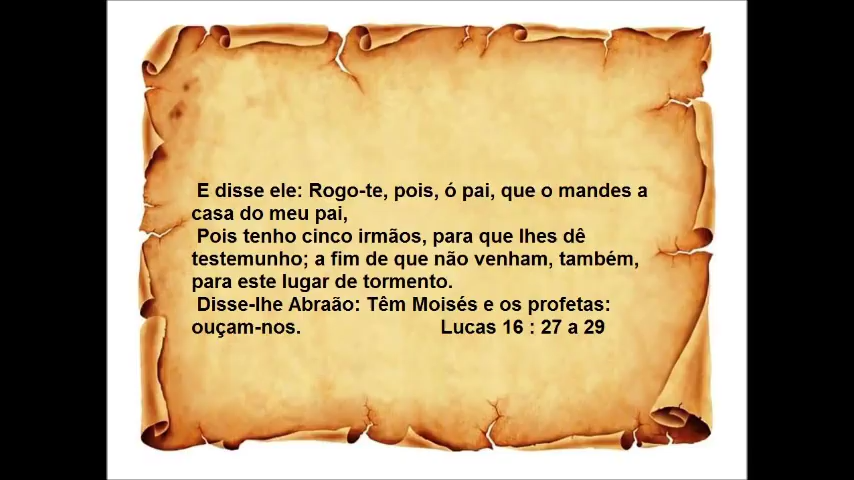 E disse ele: Rogo-te, pois, ó pai, que o mandes a
casa do meu pai,
Pois tenho cinco irmãos, para que lhes dê
testemunho; a fim de que não venham, também,
para este lugar de tormento.
Disse-lhe Abraão: Têm Moisés e os profetas:
ouçam-nos. Lucas 16 : 27 a 29